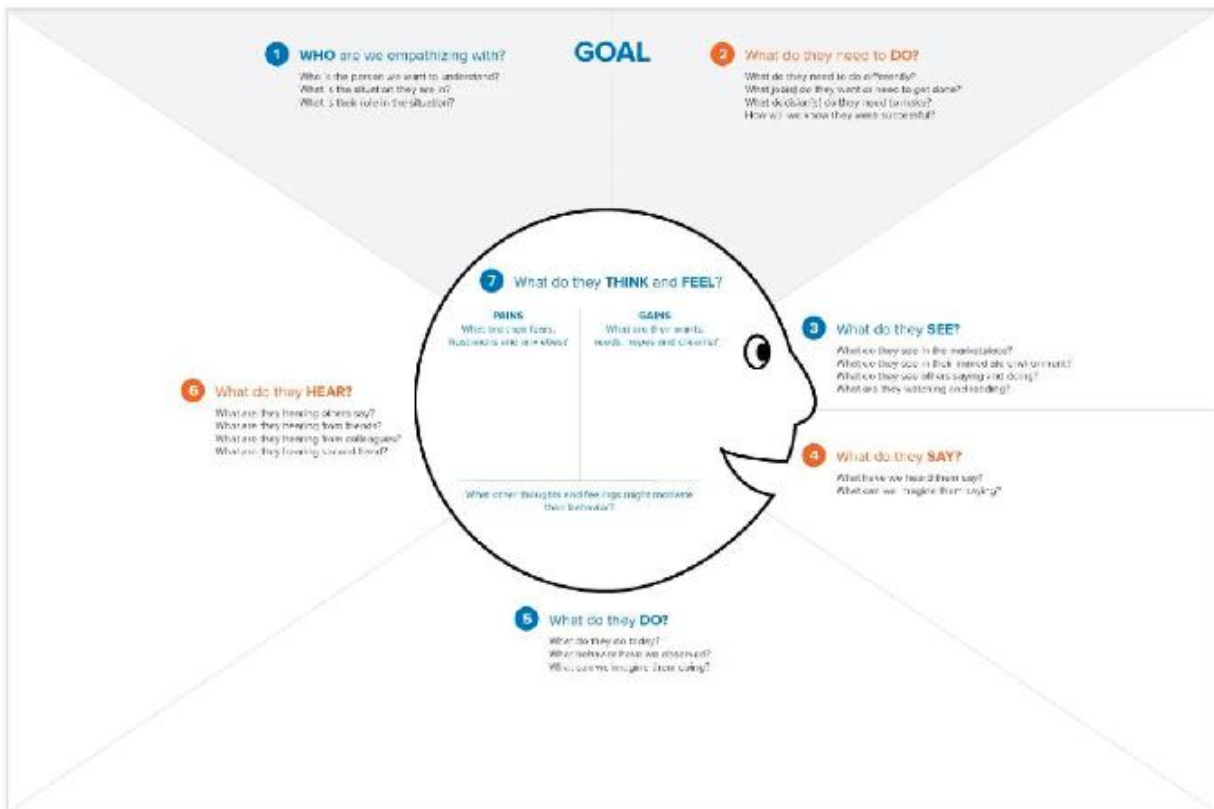 GOAL
1 WHO are we empathizing with?
Who is the person we want to understand?
What is the situation they are in?
What is their role in the situation?
2 What do they need to DO?
What do they need to do differently?
What job(s) do they want or need to get done?
What decision(s) do they need to make?
How will we know they were successful?
3 What do they SEE?
What do they see in the marketplace?
What do they see in their immediate environment?
What do they see others saying and doing?
What are they watching and reading?
4 What do they SAY?
What have we heard them say?
What can we imagine them saying?
5 What do they DO?
What do they do today?
What behavior have we observed?
What can we imagine them doing?
6 What do they HEAR?
What are they hearing others say?
What are they hearing from friends?
What are they hearing from colleagues?
What are they hearing second-hand?
7 What do they THINK and FEEL?
PAINS
What are their fears,
frustrations and anxieties?
GAINS
What are their wants,
needs, hopes and dreams?
What other thoughts and feelings might motivate
their behavior?